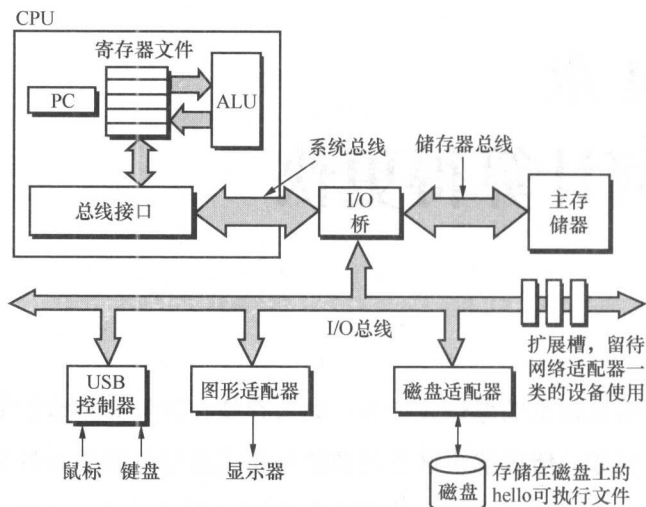 CPU
寄存器文件
PC
ALU
系统总线
储存器总线
总线接口
I/O
桥
主存
储器
I/O总线
扩展槽，留待
网络适配器一
类的设备使用
USB
控制器
图形适配器
磁盘适配器
鼠标
键盘
显示器
磁盘
存储在磁盘上的
hello可执行文件